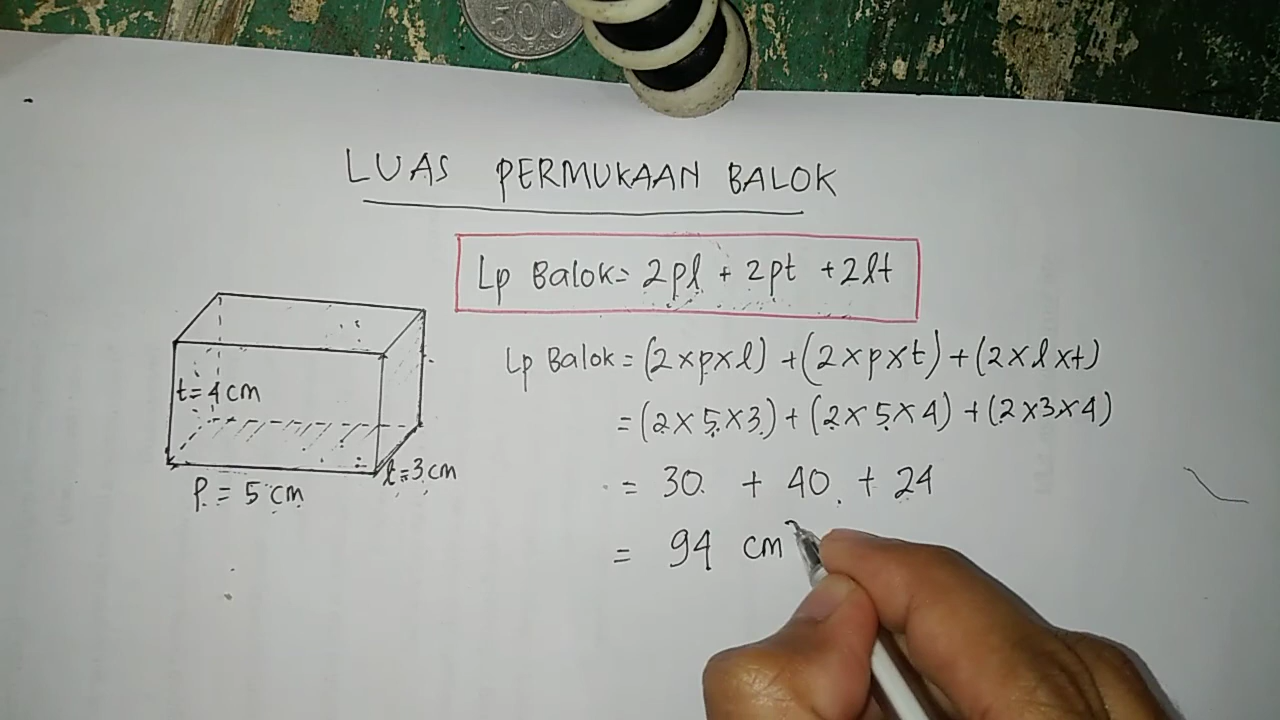 500
LUAS PERMUKAAN BALOK
Lp Balok = 2pl + 2pt + 2lt
Lp Balok = (2×p×l) + (2×p×t) + (2×l×t)
= (2×5×3) + (2×5×4) + (2×3×4)
= 30 + 40 + 24
= 94 cm
t = 4 cm
l = 3 cm
P = 5 cm